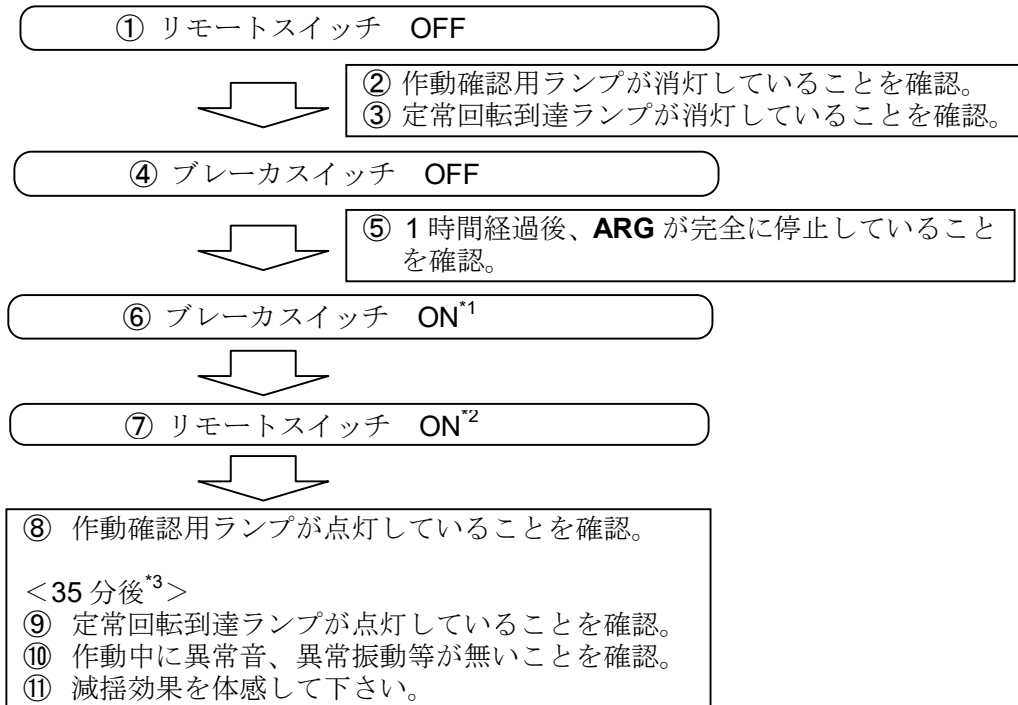 ① リモートスイッチ OFF
② 作動確認用ランプが消灯していることを確認。
③ 定常回転到達ランプが消灯していることを確認。
④ ブレーカスイッチ OFF
⑤ 1時間経過後、ARG が完全に停止していること
を確認。
⑥ ブレーカスイッチ ON*1
⑦ リモートスイッチ ON*2
⑧ 作動確認用ランプが点灯していることを確認。
<35分後*3>
⑨ 定常回転到達ランプが点灯していることを確認。
⑩ 作動中に異常音、異常振動等が無いことを確認。
⑪ 減揺効果を体感して下さい。